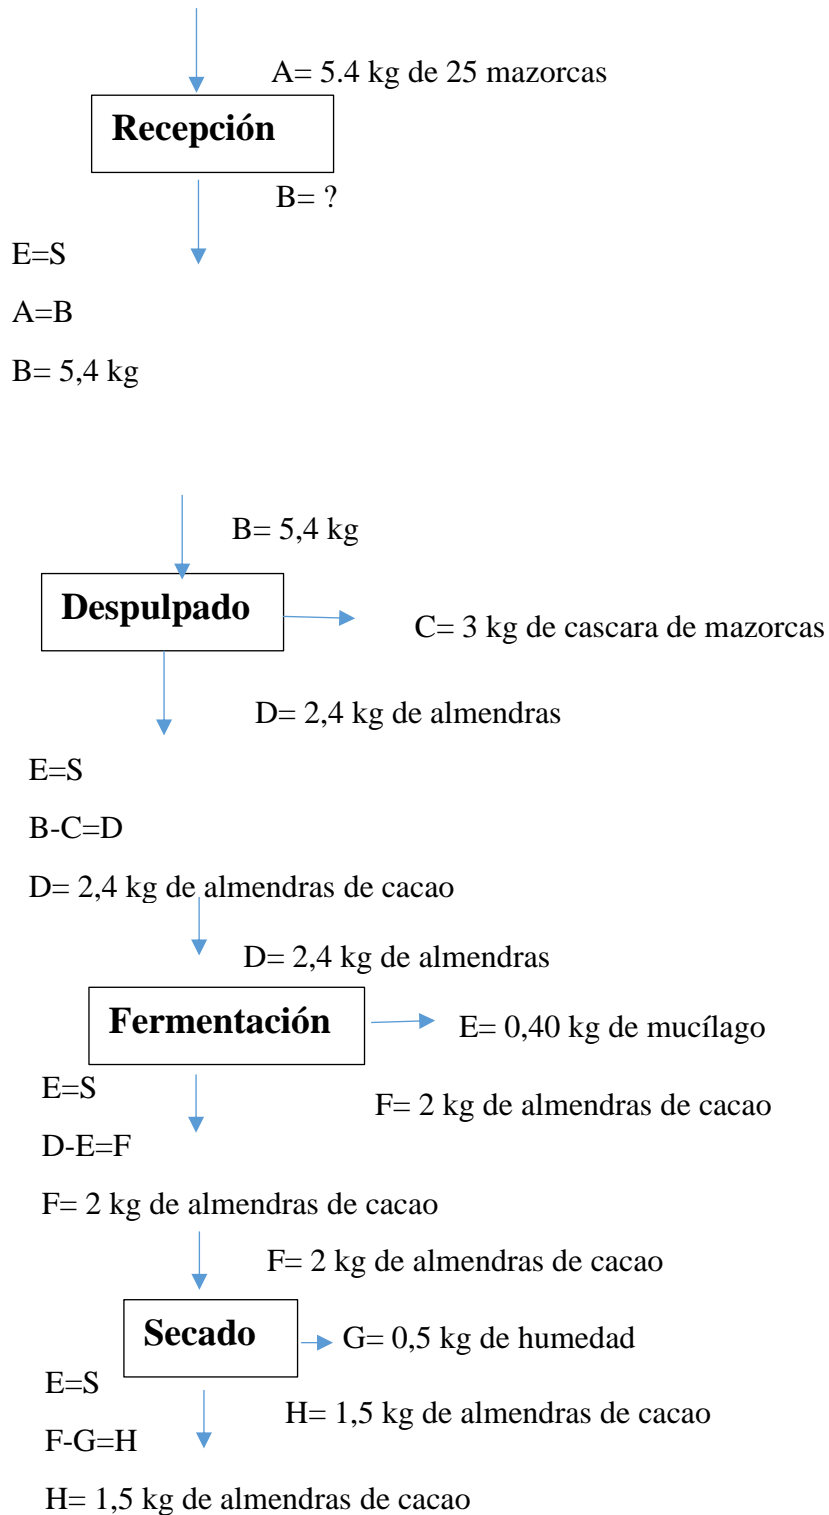 A= 5.4 kg de 25 mazorcas
Recepción
B= ?
E=S
A=B
B= 5,4 kg
B= 5,4 kg
Despulpado
C= 3 kg de cascara de mazorcas
D= 2,4 kg de almendras
E=S
B-C=D
D= 2,4 kg de almendras de cacao
D= 2,4 kg de almendras
Fermentación
E= 0,40 kg de mucílago
E=S
F= 2 kg de almendras de cacao
D-E=F
F= 2 kg de almendras de cacao
F= 2 kg de almendras de cacao
Secado
G= 0,5 kg de humedad
E=S
H= 1,5 kg de almendras de cacao
F-G=H
H= 1,5 kg de almendras de cacao